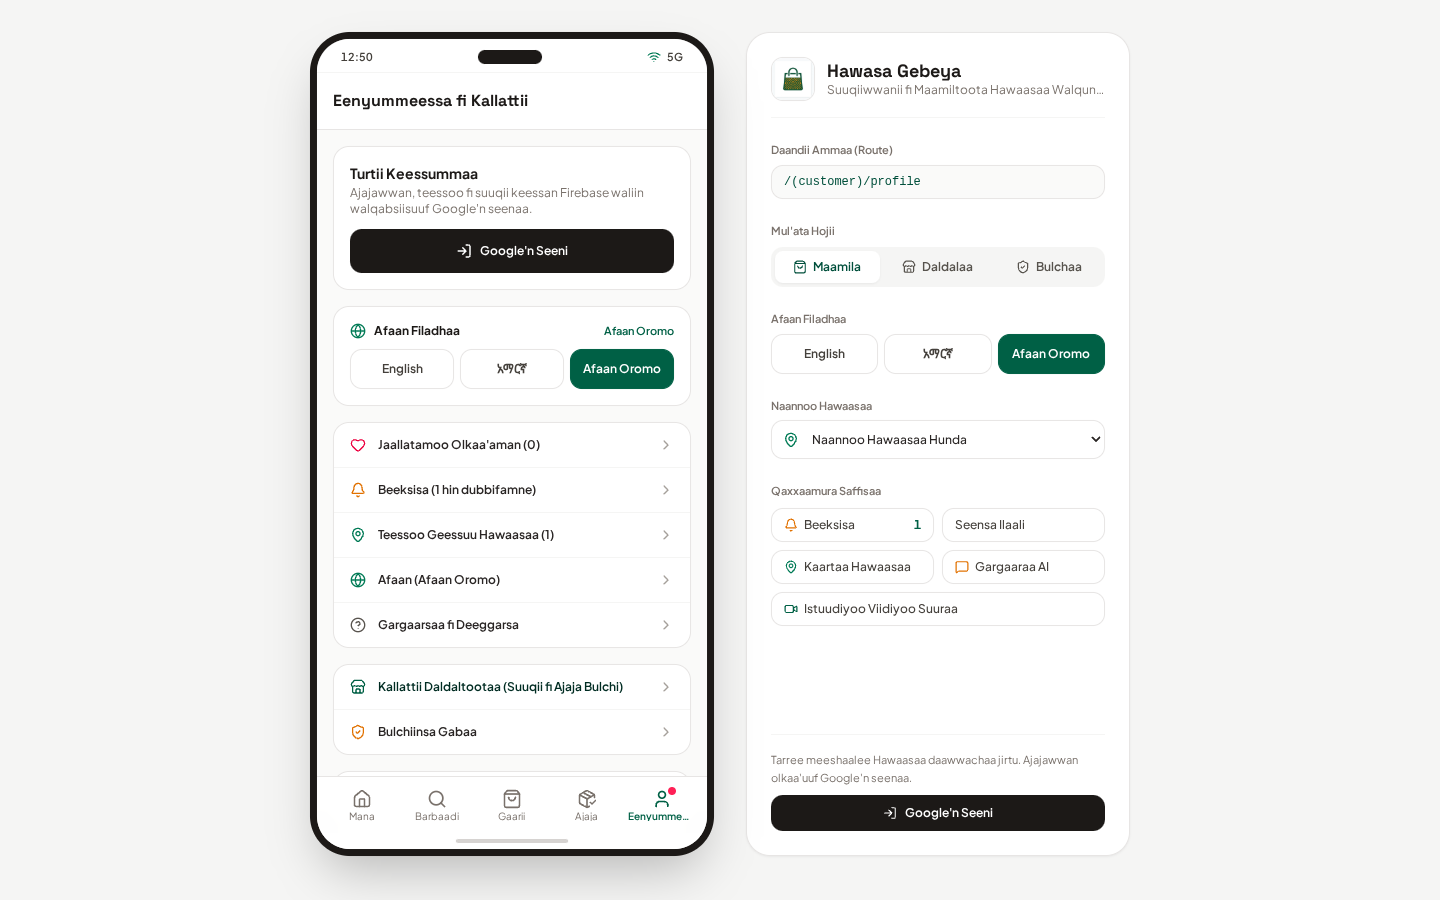 12:50
5G
Eenyummeessa fi Kallattii
Turtii Keessummaa
Ajajawwan, teessoo fi suuqii keessan Firebase waliin
walqabsiisuuf Google'n seenaa.
Google'n Seeni
Afaan Filadhaa
Afaan Oromo
English
አማርኛ
Afaan Oromo
Jaallatamoo Olkaa'aman (0)
Beeksisa (1 hin dubbifamne)
Teessoo Geessuu Hawaasaa (1)
Afaan (Afaan Oromo)
Gargaarsaa fi Deeggarsa
Kallattii Daldaltootaa (Suuqii fi Ajaja Bulchi)
Bulchiinsa Gabaa
Mana
Barbaadi
Gaarii
Ajaja
Eenyumme...
Hawasa Gebeya
Suuqiiwwanii fi Maamiltoota Hawaasaa Walqun...
Daandii Ammaa (Route)
/(customer)/profile
Mul'ata Hojii
Maamila
Daldalaa
Bulchaa
Afaan Filadhaa
English
አማርኛ
Afaan Oromo
Naannoo Hawaasaa
Naannoo Hawaasaa Hunda
Qaxxaamura Saffisaa
Beeksisa
1
Seensa Ilaali
Kaartaa Hawaasaa
Gargaaraa AI
Istuudiyoo Viidiyoo Suuraa
Tarree meeshaalee Hawaasaa daawwachaa jirtu. Ajajawwan
olkaa'uuf Google'n seenaa.
Google'n Seeni